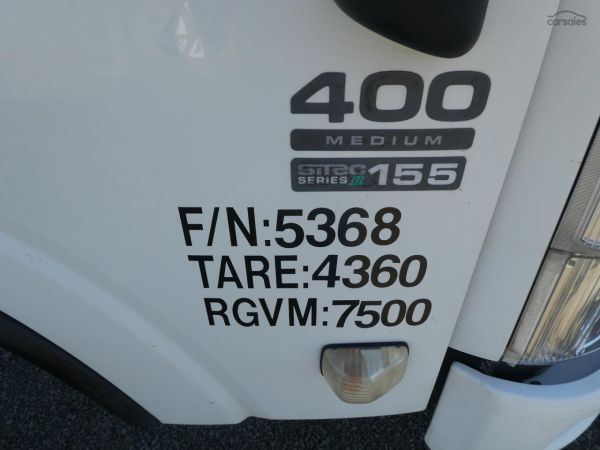 carsales
400
MEDIUM
SiTEC
SERIES III 155
F/N:5368
TARE:4360
RGVM:7500